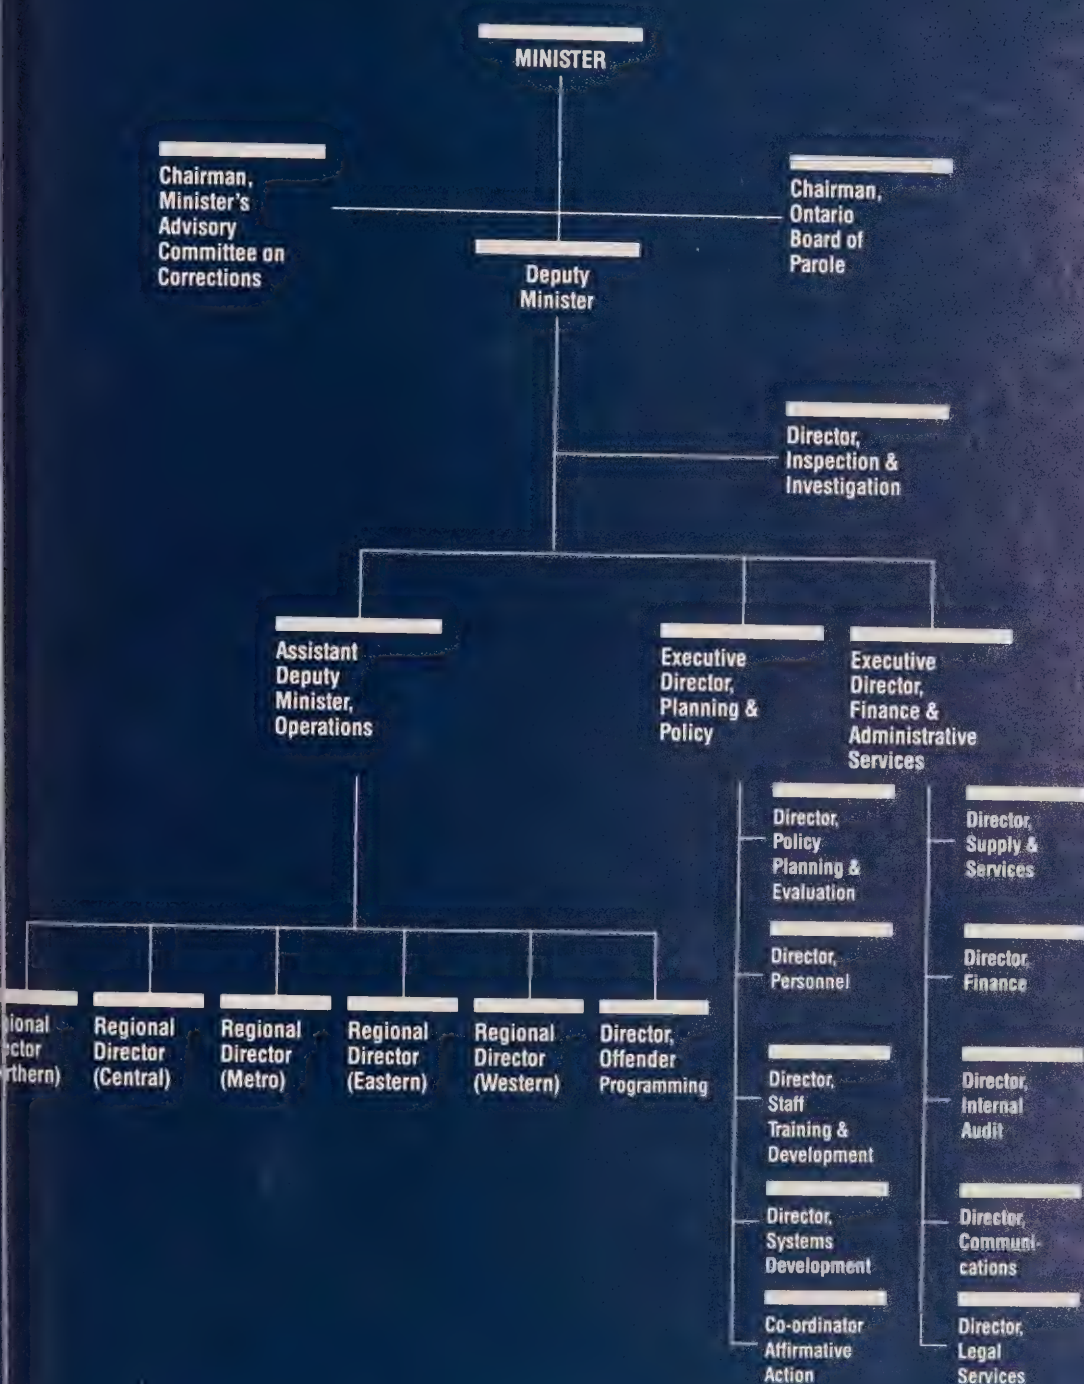 MINISTER
Chairman,
Minister's
Advisory
Committee on
Corrections
Chairman,
Ontario
Board of
Parole
Deputy
Minister
Director,
Inspection &
Investigation
Assistant
Deputy
Minister,
Operations
Executive
Director,
Planning &
Policy
Executive
Director,
Finance &
Administrative
Services
Director,
Policy
Planning &
Evaluation
Director,
Personnel
Director,
Staff
Training &
Development
Director,
Systems
Development
Co-ordinator
Affirmative
Action
Director,
Supply &
Services
Director,
Finance
Director,
Internal
Audit
Director,
Communi-
cations
Director,
Legal
Services
Regional
Director
(Central)
Regional
Director
(Metro)
Regional
Director
(Eastern)
Regional
Director
(Western)
Director,
Offender
Programming